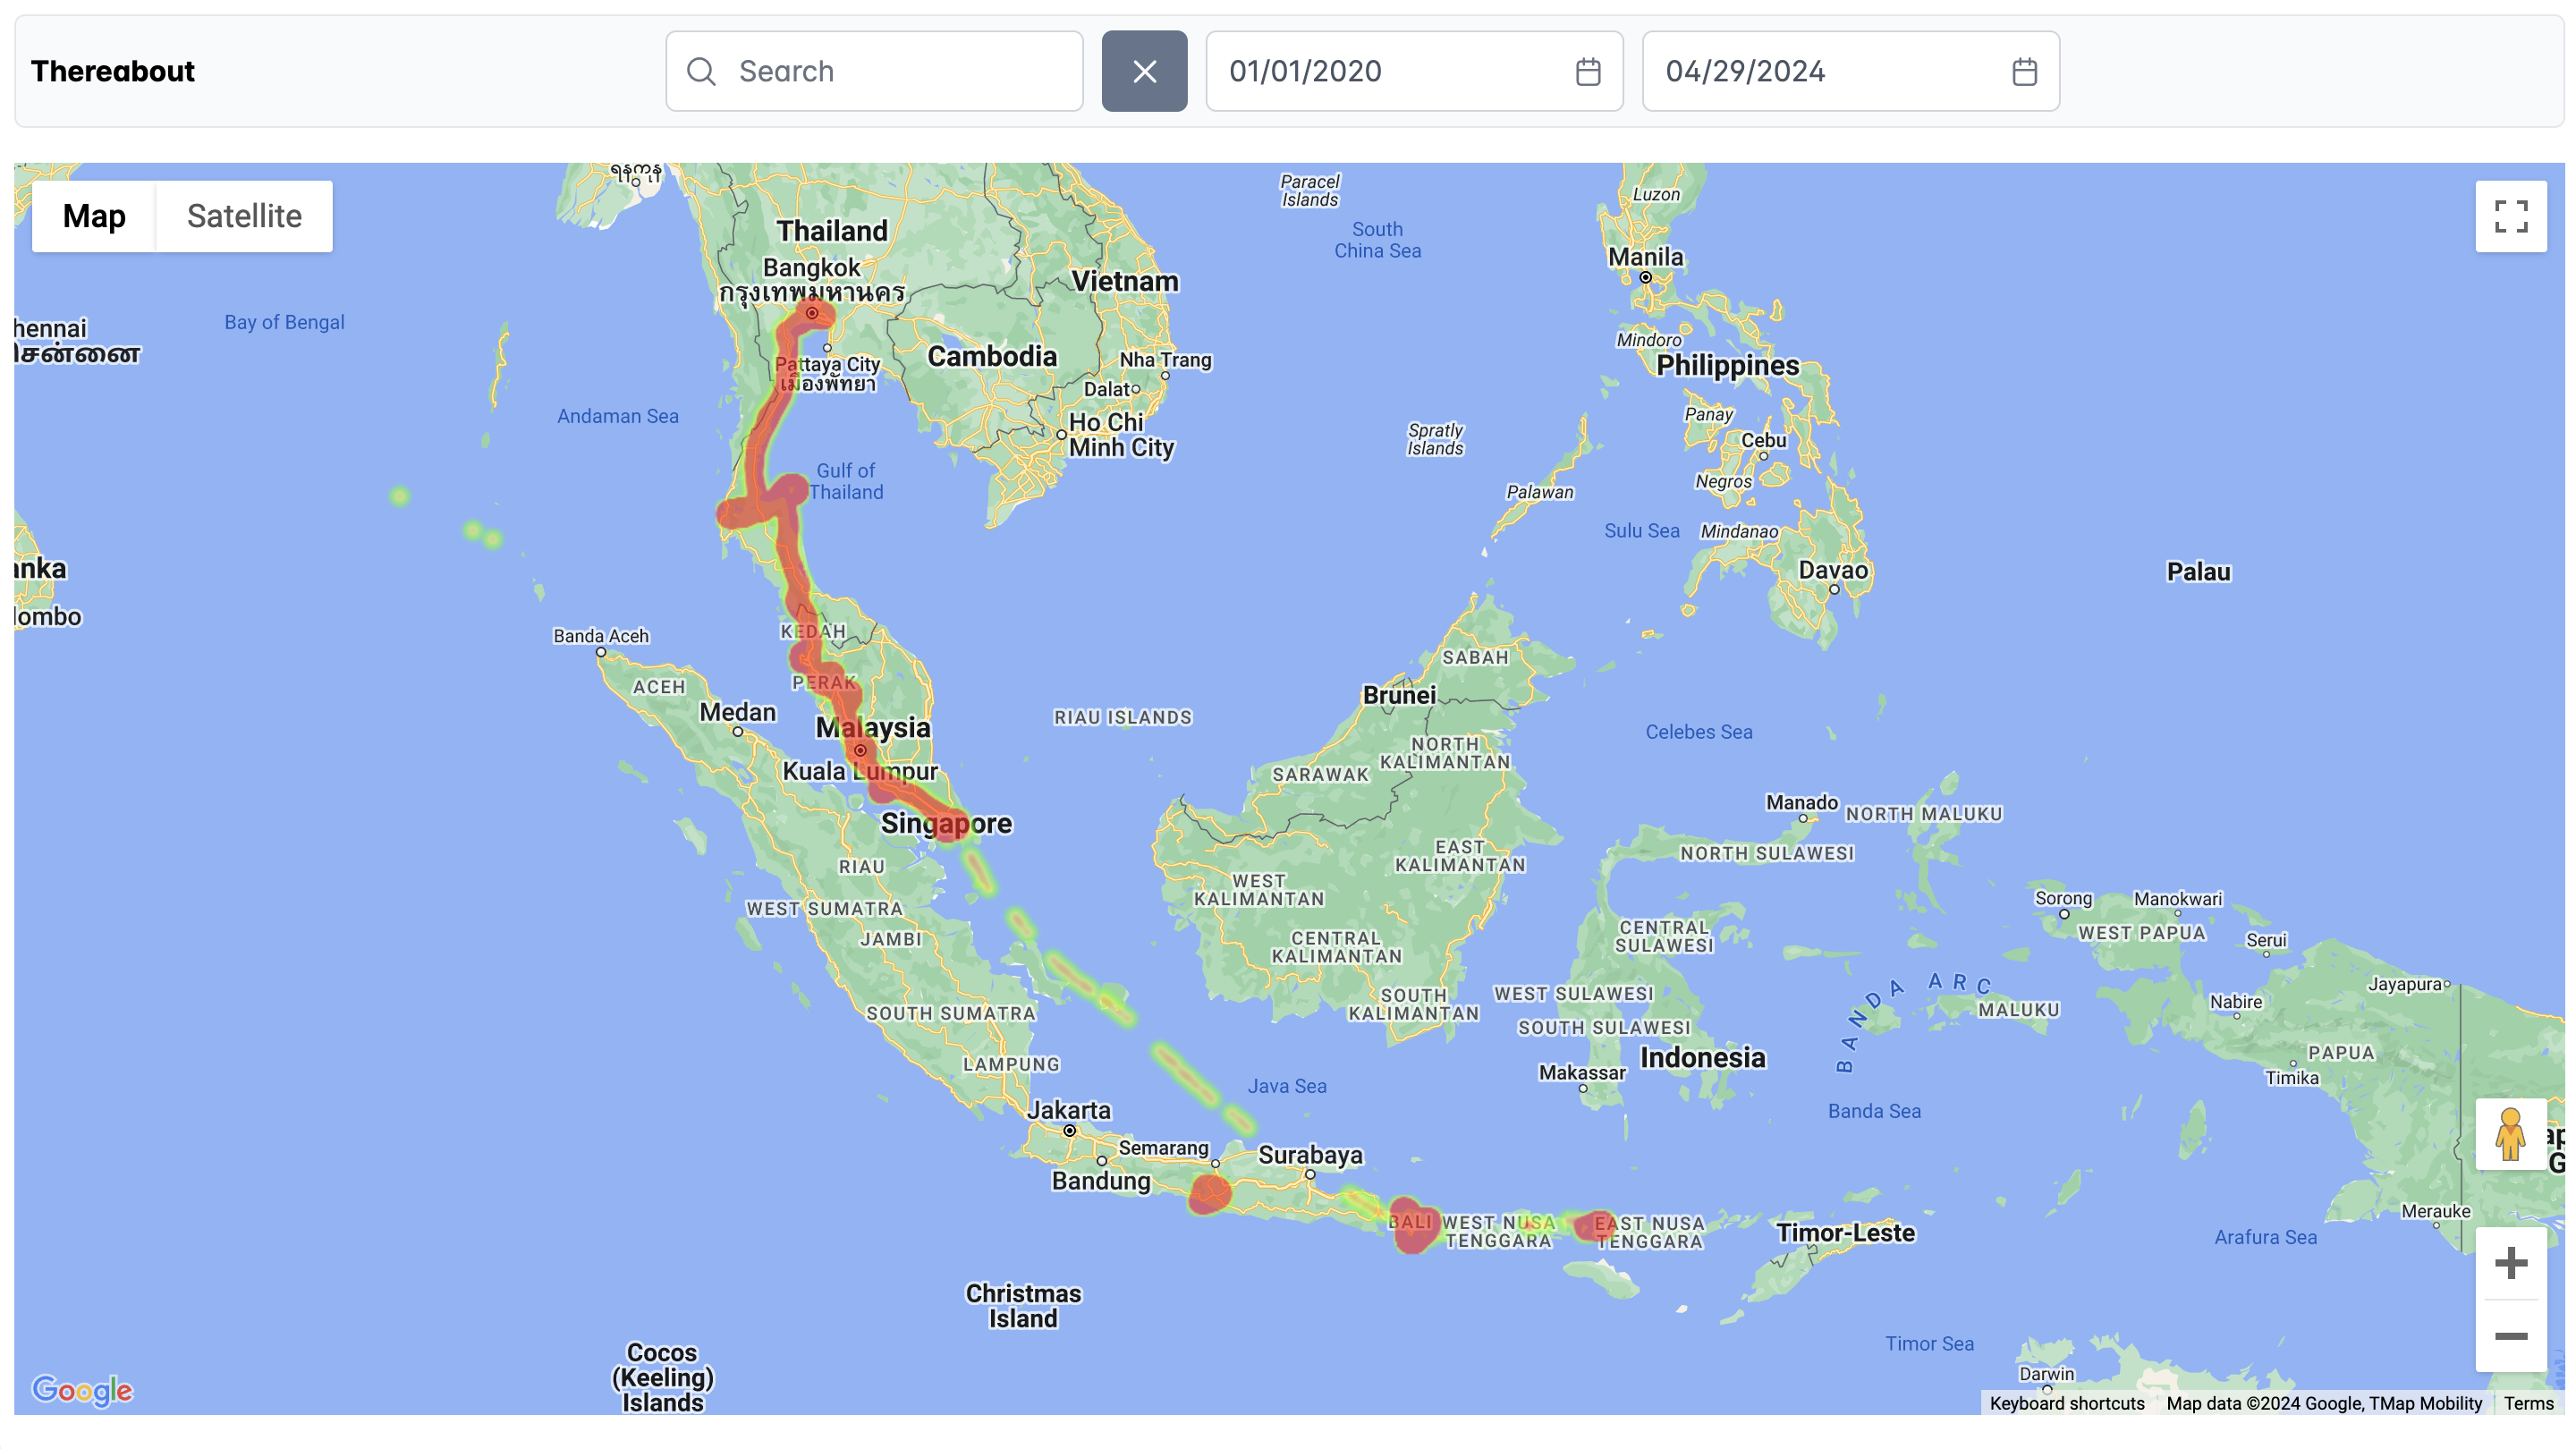 Thereabout
Search
01/01/2020
04/29/2024
Map
Satellite
ရန်ကုန်
Paracel
Islands
Luzon
South
China Sea
Thailand
Bangkok
กรุงเทพมหานคร
Vietnam
Manila
Bay of Bengal
hennai
சென்னை
Mindoro
Philippines
Cambodia
Nha Trang
Pattaya City
เมืองพัทยา
Dalat
Andaman Sea
Ho Chi
Minh City
Panay
Cebu
Spratly
Islands
Gulf of
Thailand
Negros
Palawan
Sulu Sea
Mindanao
anka
Davao
Palau
lombo
Banda Aceh
KEDAH
SABAH
ACEH
PERAK
Brunei
Medan
RIAU ISLANDS
Malaysia
Celebes Sea
NORTH
KALIMANTAN
Kuala Lumpur
SARAWAK
Manado
NORTH MALUKU
Singapore
EAST
KALIMANTAN
NORTH SULAWESI
RIAU
WEST
KALIMANTAN
Sorong
Manokwari
WEST SUMATRA
CENTRAL
SULAWESI
WEST PAPUA
JAMBI
CENTRAL
KALIMANTAN
Serui
BANDA ARC
Jayapura
WEST SULAWESI
SOUTH
KALIMANTAN
Nabire
MALUKU
SOUTH SUMATRA
SOUTH SULAWESI
Indonesia
PAPUA
LAMPUNG
Makassar
Timika
Java Sea
Jakarta
Banda Sea
ap
G
Semarang
Surabaya
Bandung
BALI
WEST NUSA
TENGGARA
EAST NUSA
TENGGARA
Timor-Leste
Merauke
Arafura Sea
Christmas
Island
Timor Sea
Cocos
(Keeling)
Islands
Darwin
Google
Keyboard shortcuts
Map data ©2024 Google, TMap Mobility
Terms